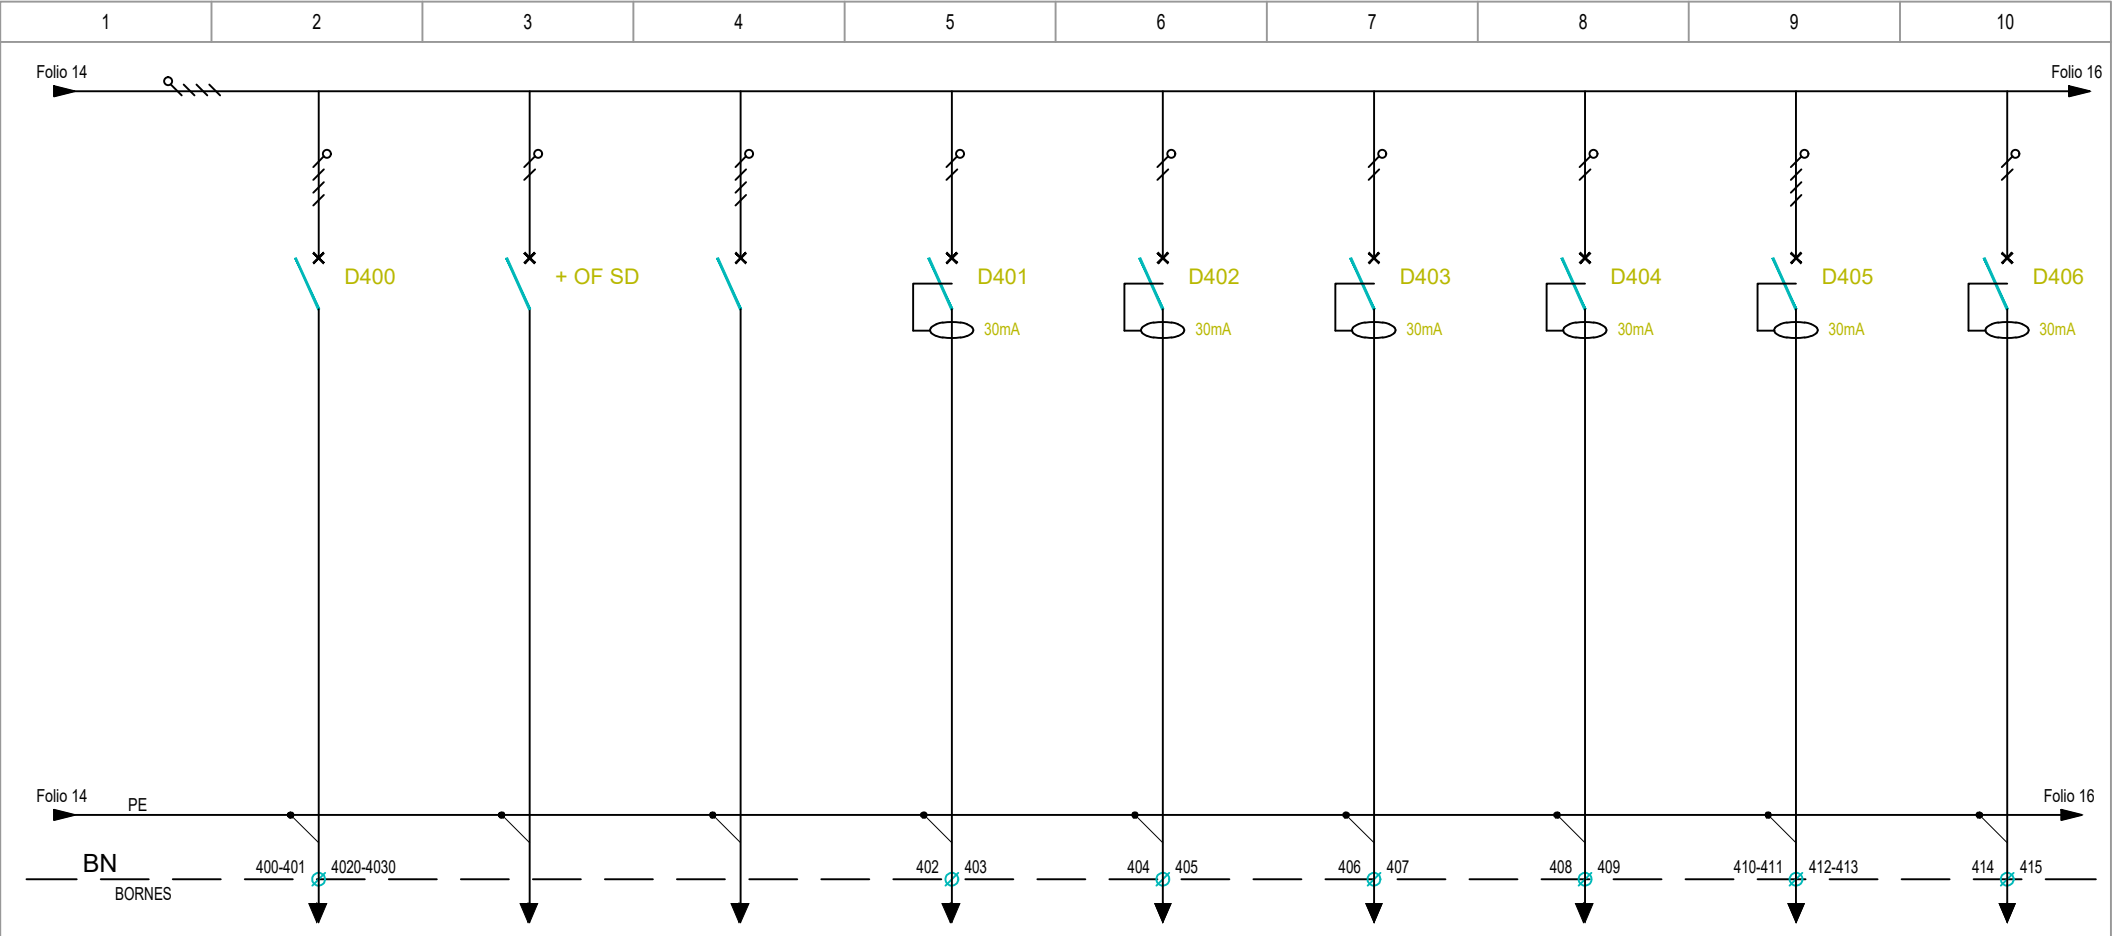 1 2 3 4 5 6 7 8 9 10
Folio 14 Folio 16
D400 + OF SD D401 D402 D403 D404 D405 D406
30mA 30mA 30mA 30mA 30mA 30mA
Folio 14 PE Folio 16
BN 400-401 4020-4030 402 403 404 405 406 407 408 409 410-411 412-413 414 415
BORNES